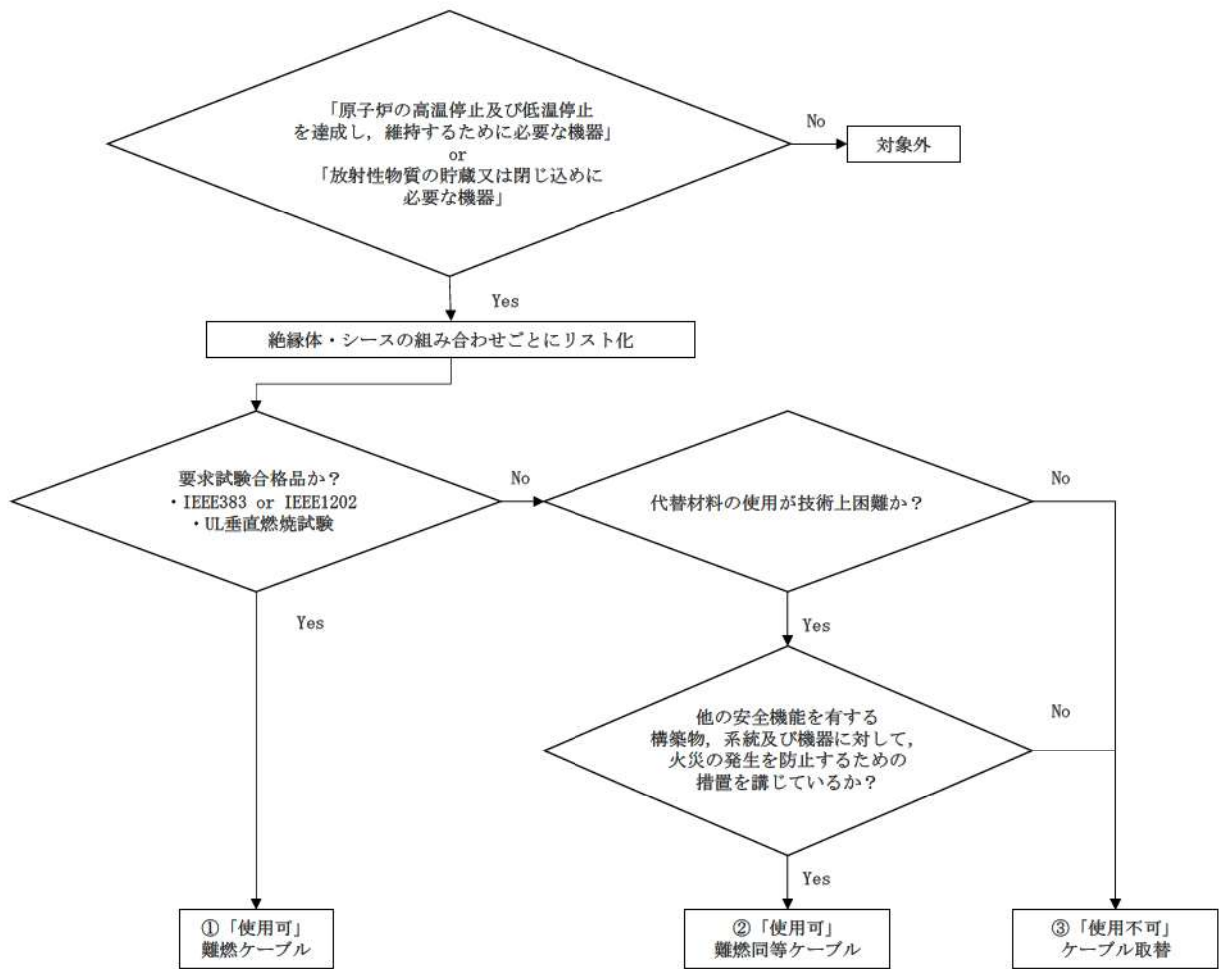 「原子炉の高温停止及び低温停止
を達成し，維持するために必要な機器」
or
「放射性物質の貯蔵又は閉じ込めに
必要な機器」
No
対象外
Yes
絶縁体・シースの組み合わせごとにリスト化
要求試験合格品か？
・IEEE383 or IEEE1202
・UL垂直燃焼試験
No
代替材料の使用が技術上困難か？
No
Yes
Yes
他の安全機能を有する
構築物，系統及び機器に対して，
火災の発生を防止するための
措置を講じているか？
No
Yes
①「使用可」
難燃ケーブル
②「使用可」
難燃同等ケーブル
③「使用不可」
ケーブル取替